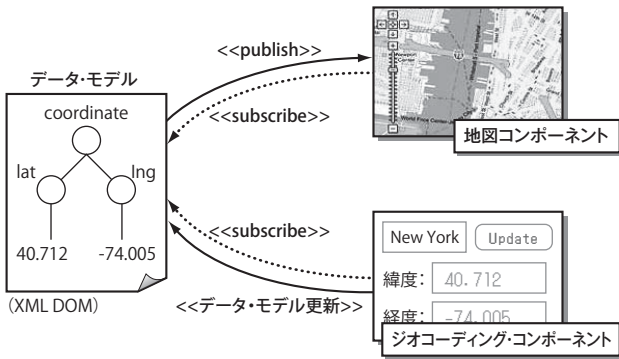 <<publish>>
データ・モデル
<<subscribe>>
coordinate
地図コンポーネント
lat
lng
<<subscribe>>
New York
Update
40.712
-74.005
緯度:
40.712
(XML DOM)
<<データ・モデル更新>>
経度:
-74.005
ジオコーディング・コンポーネント